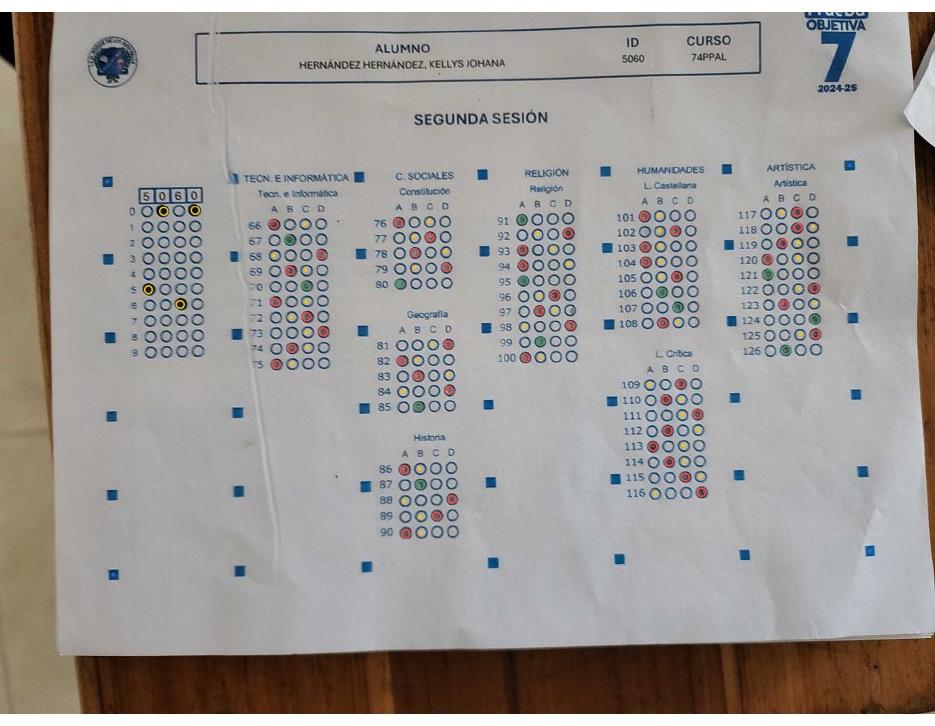 Prueba
OBJETIVA
7
2024-2S
ALUMNO ID CURSO
HERNÁNDEZ HERNÁNDEZ, KELLYS JOHANA 5060 74PPAL
SEGUNDA SESIÓN
5 0 6 0
0
1
2
3
4
5
6
7
8
9
TECN. E INFORMÁTICA
Tecn. e Informática
A B C D
66
67
68
69
70
71
72
73
74
75
C. SOCIALES
Constitución
A B C D
76
77
78
79
80
Geografía
A B C D
81
82
83
84
85
Historia
A B C D
86
87
88
89
90
RELIGIÓN
Religión
A B C D
91
92
93
94
95
96
97
98
99
100
HUMANIDADES
L. Castellana
A B C D
101
102
103
104
105
106
107
108
L. Crítica
A B C D
109
110
111
112
113
114
115
116
ARTÍSTICA
Artística
A B C D
117
118
119
120
121
122
123
124
125
126